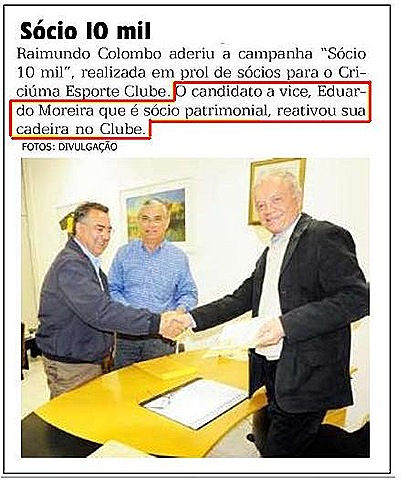 Sócio 10 mil
Raimundo Colombo aderiu a campanha "Sócio
10 mil", realizada em prol de sócios para o Cri-
ciúma Esporte Clube. O candidato a vice, Eduar-
do Moreira que é sócio patrimonial, reativou sua
cadeira no Clube.
FOTOS: DIVULGAÇÃO